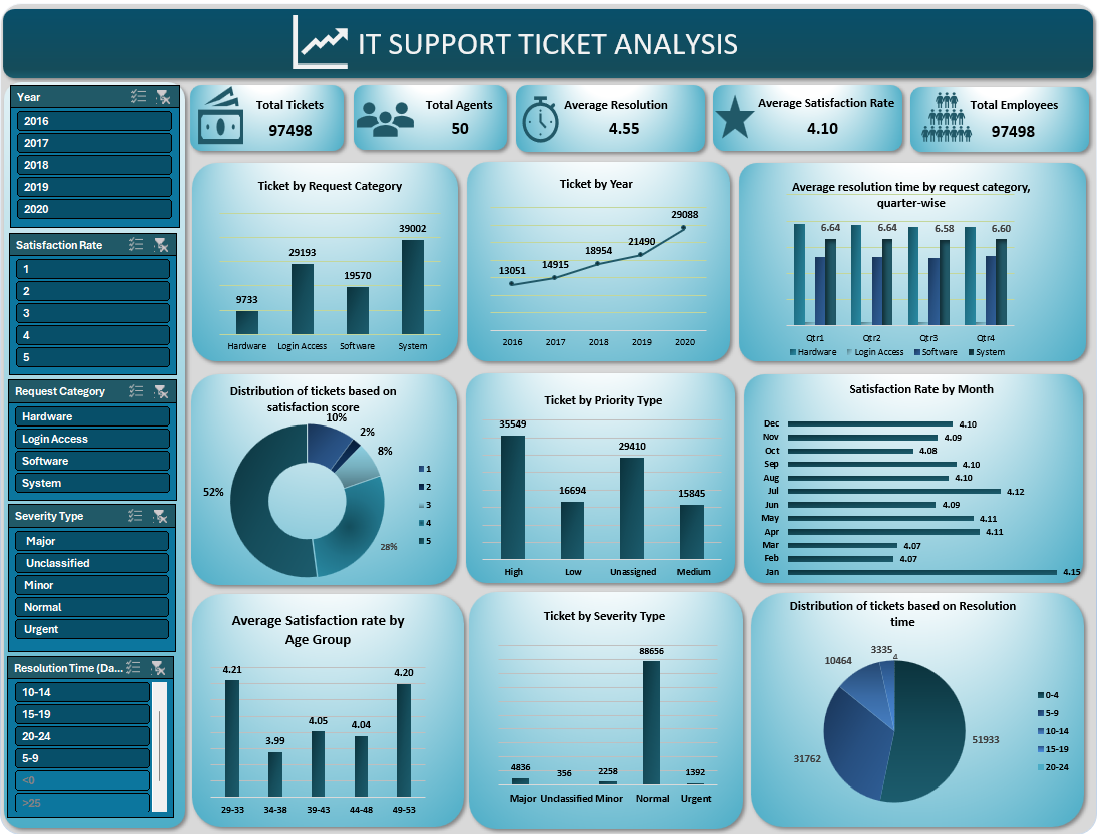 IT SUPPORT TICKET ANALYSIS
Year
2016
2017
2018
2019
2020
Satisfaction Rate
1
2
3
4
5
Request Category
Hardware
Login Access
Software
System
Severity Type
Major
Unclassified
Minor
Normal
Urgent
Resolution Time (Da...
10-14
15-19
20-24
5-9
<0
>25
Total Tickets
97498
Total Agents
50
Average Resolution
4.55
Average Satisfaction Rate
4.10
Total Employees
97498
Ticket by Request Category
39002
29193
19570
9733
Hardware Login Access Software System
Ticket by Year
29088
21490
18954
14915
13051
2016 2017 2018 2019 2020
Average resolution time by request category,
quarter-wise
6.64 6.64 6.58 6.60
Qtr1 Qtr2 Qtr3 Qtr4
Hardware Login Access Software System
Distribution of tickets based on
satisfaction score
10%
2%
8%
52%
28%
1
2
3
4
5
Ticket by Priority Type
35549
29410
16694 15845
High Low Unassigned Medium
Satisfaction Rate by Month
Dec 4.10
Nov 4.09
Oct 4.08
Sep 4.10
Aug 4.10
Jul 4.12
Jun 4.09
May 4.11
Apr 4.11
Mar 4.07
Feb 4.07
Jan 4.15
Average Satisfaction rate by
Age Group
4.21 4.20
4.05 4.04
3.99
29-33 34-38 39-43 44-48 49-53
Ticket by Severity Type
88656
4836 356 2258 1392
Major Unclassified Minor Normal Urgent
Distribution of tickets based on Resolution
time
3335 4
10464
31762
51933
0-4
5-9
10-14
15-19
20-24